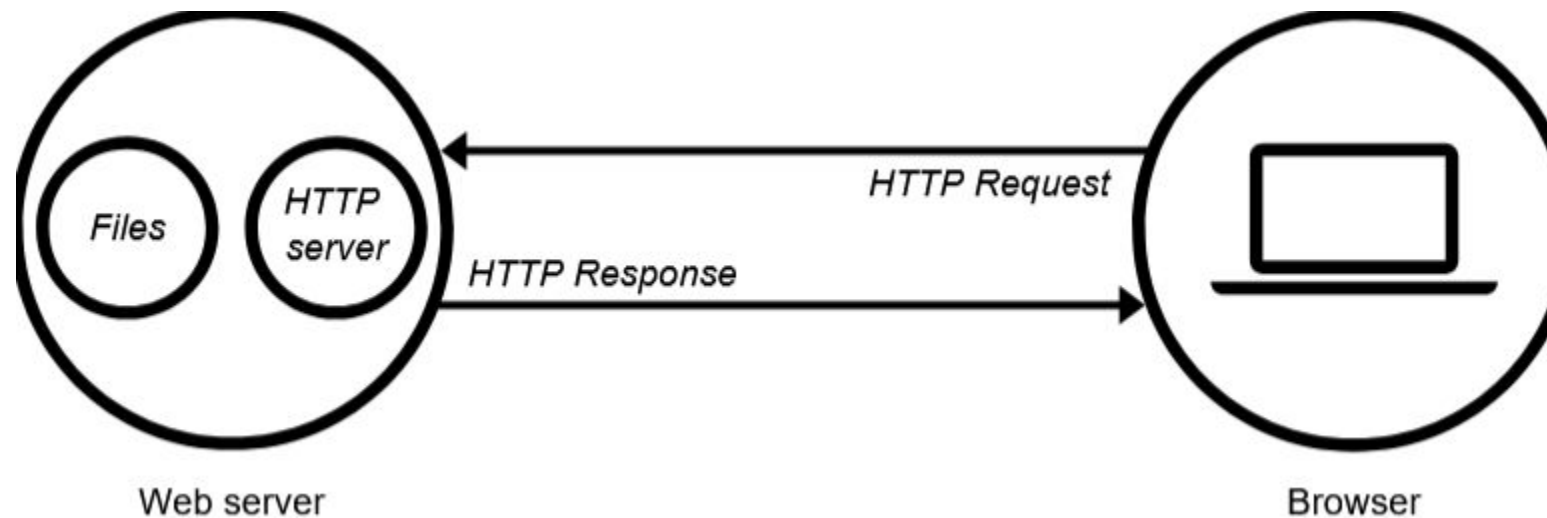 Files
HTTP
server
HTTP Request
HTTP Response
Web server
Browser